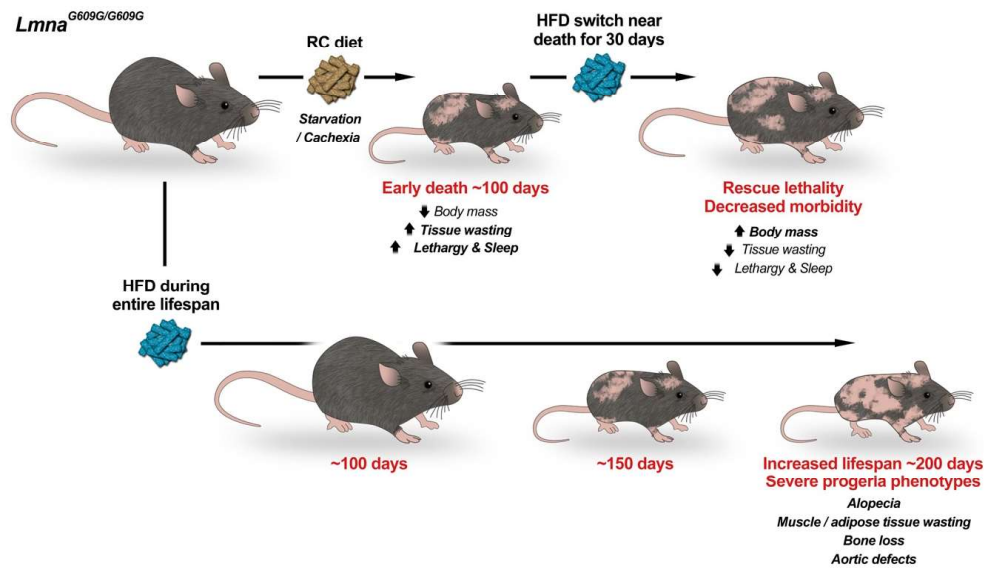 Lmna^G609G/G609G
RC diet
Starvation
/ Cachexia
HFD switch near
death for 30 days
Early death ~100 days
⬇ Body mass
⬆ Tissue wasting
⬆ Lethargy & Sleep
Rescue lethality
Decreased morbidity
⬆ Body mass
⬇ Tissue wasting
⬇ Lethargy & Sleep
HFD during
entire lifespan
~100 days
~150 days
Increased lifespan ~200 days
Severe progeria phenotypes
Alopecia
Muscle / adipose tissue wasting
Bone loss
Aortic defects